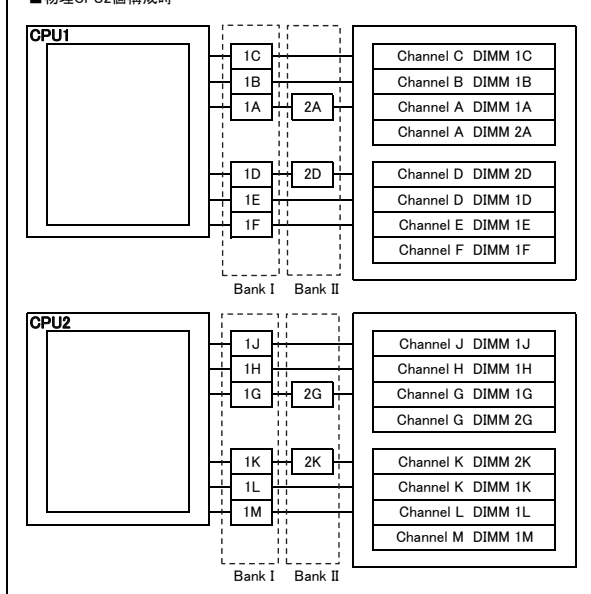 ■物理CPU2個構成時
CPU1
1C
1B
1A 2A
1D 2D
1E
1F
Bank I Bank II
Channel C DIMM 1C
Channel B DIMM 1B
Channel A DIMM 1A
Channel A DIMM 2A
Channel D DIMM 2D
Channel D DIMM 1D
Channel E DIMM 1E
Channel F DIMM 1F
CPU2
1J
1H
1G 2G
1K 2K
1L
1M
Bank I Bank II
Channel J DIMM 1J
Channel H DIMM 1H
Channel G DIMM 1G
Channel G DIMM 2G
Channel K DIMM 2K
Channel K DIMM 1K
Channel L DIMM 1L
Channel M DIMM 1M